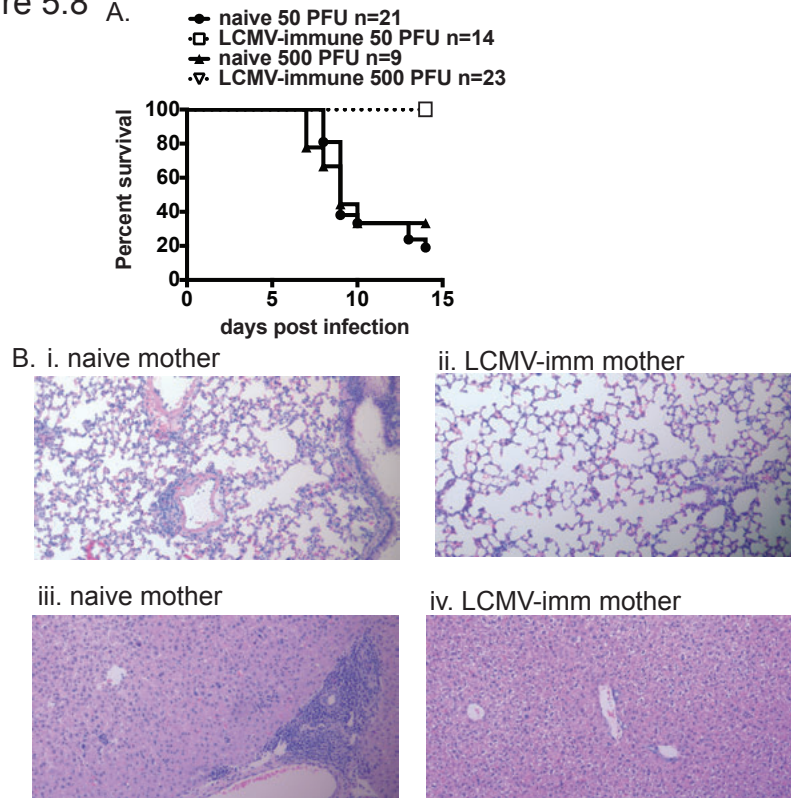 re 5.8
A.
naive 50 PFU n=21
LCMV-immune 50 PFU n=14
naive 500 PFU n=9
LCMV-immune 500 PFU n=23
100
80
60
40
20
0
Percent survival
0 5 10 15
days post infection
B. i. naive mother
ii. LCMV-imm mother
iii. naive mother
iv. LCMV-imm mother